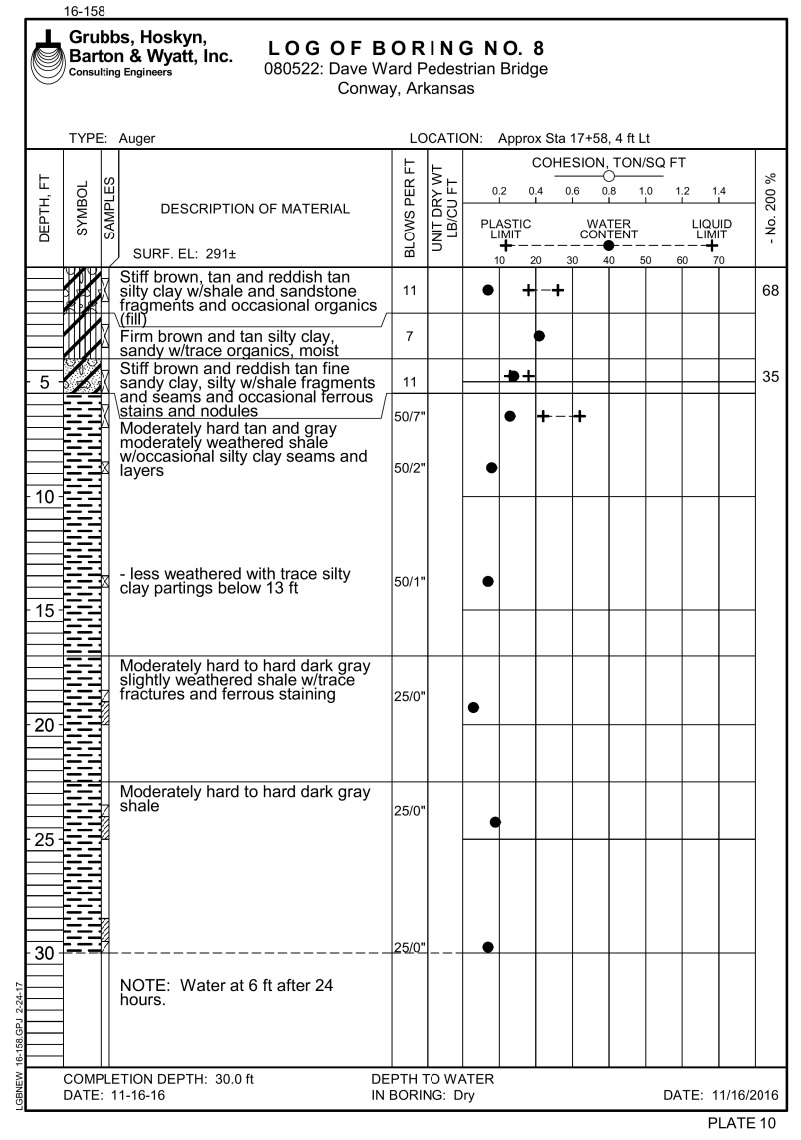 16-158
Grubbs, Hoskyn,
Barton & Wyatt, Inc.
Consulting Engineers
LOG OF BORING NO. 8
080522: Dave Ward Pedestrian Bridge
Conway, Arkansas
TYPE: Auger
LOCATION: Approx Sta 17+58, 4 ft Lt
DEPTH, FT
SYMBOL
SAMPLES
DESCRIPTION OF MATERIAL
SURF. EL: 291±
BLOWS PER FT
UNIT DRY WT
LB/CU FT
COHESION, TON/SQ FT
0.2 0.4 0.6 0.8 1.0 1.2 1.4
PLASTIC LIMIT
WATER CONTENT
LIQUID LIMIT
10 20 30 40 50 60 70
- No. 200 %
Stiff brown, tan and reddish tan
silty clay w/shale and sandstone
fragments and occasional organics
(fill)
11
68
Firm brown and tan silty clay,
sandy w/trace organics, moist
7
Stiff brown and reddish tan fine
sandy clay, silty w/shale fragments
and seams and occasional ferrous
stains and nodules
5
11
35
Moderately hard tan and gray
moderately weathered shale
w/occasional silty clay seams and
layers
50/7"
50/2"
10
- less weathered with trace silty
clay partings below 13 ft
50/1"
15
Moderately hard to hard dark gray
slightly weathered shale w/trace
fractures and ferrous staining
25/0"
20
Moderately hard to hard dark gray
shale
25/0"
25
25/0"
30
NOTE: Water at 6 ft after 24
hours.
LGBNEW 16-158.GPJ 2-24-17
COMPLETION DEPTH: 30.0 ft
DATE: 11-16-16
DEPTH TO WATER
IN BORING: Dry
DATE: 11/16/2016
PLATE 10